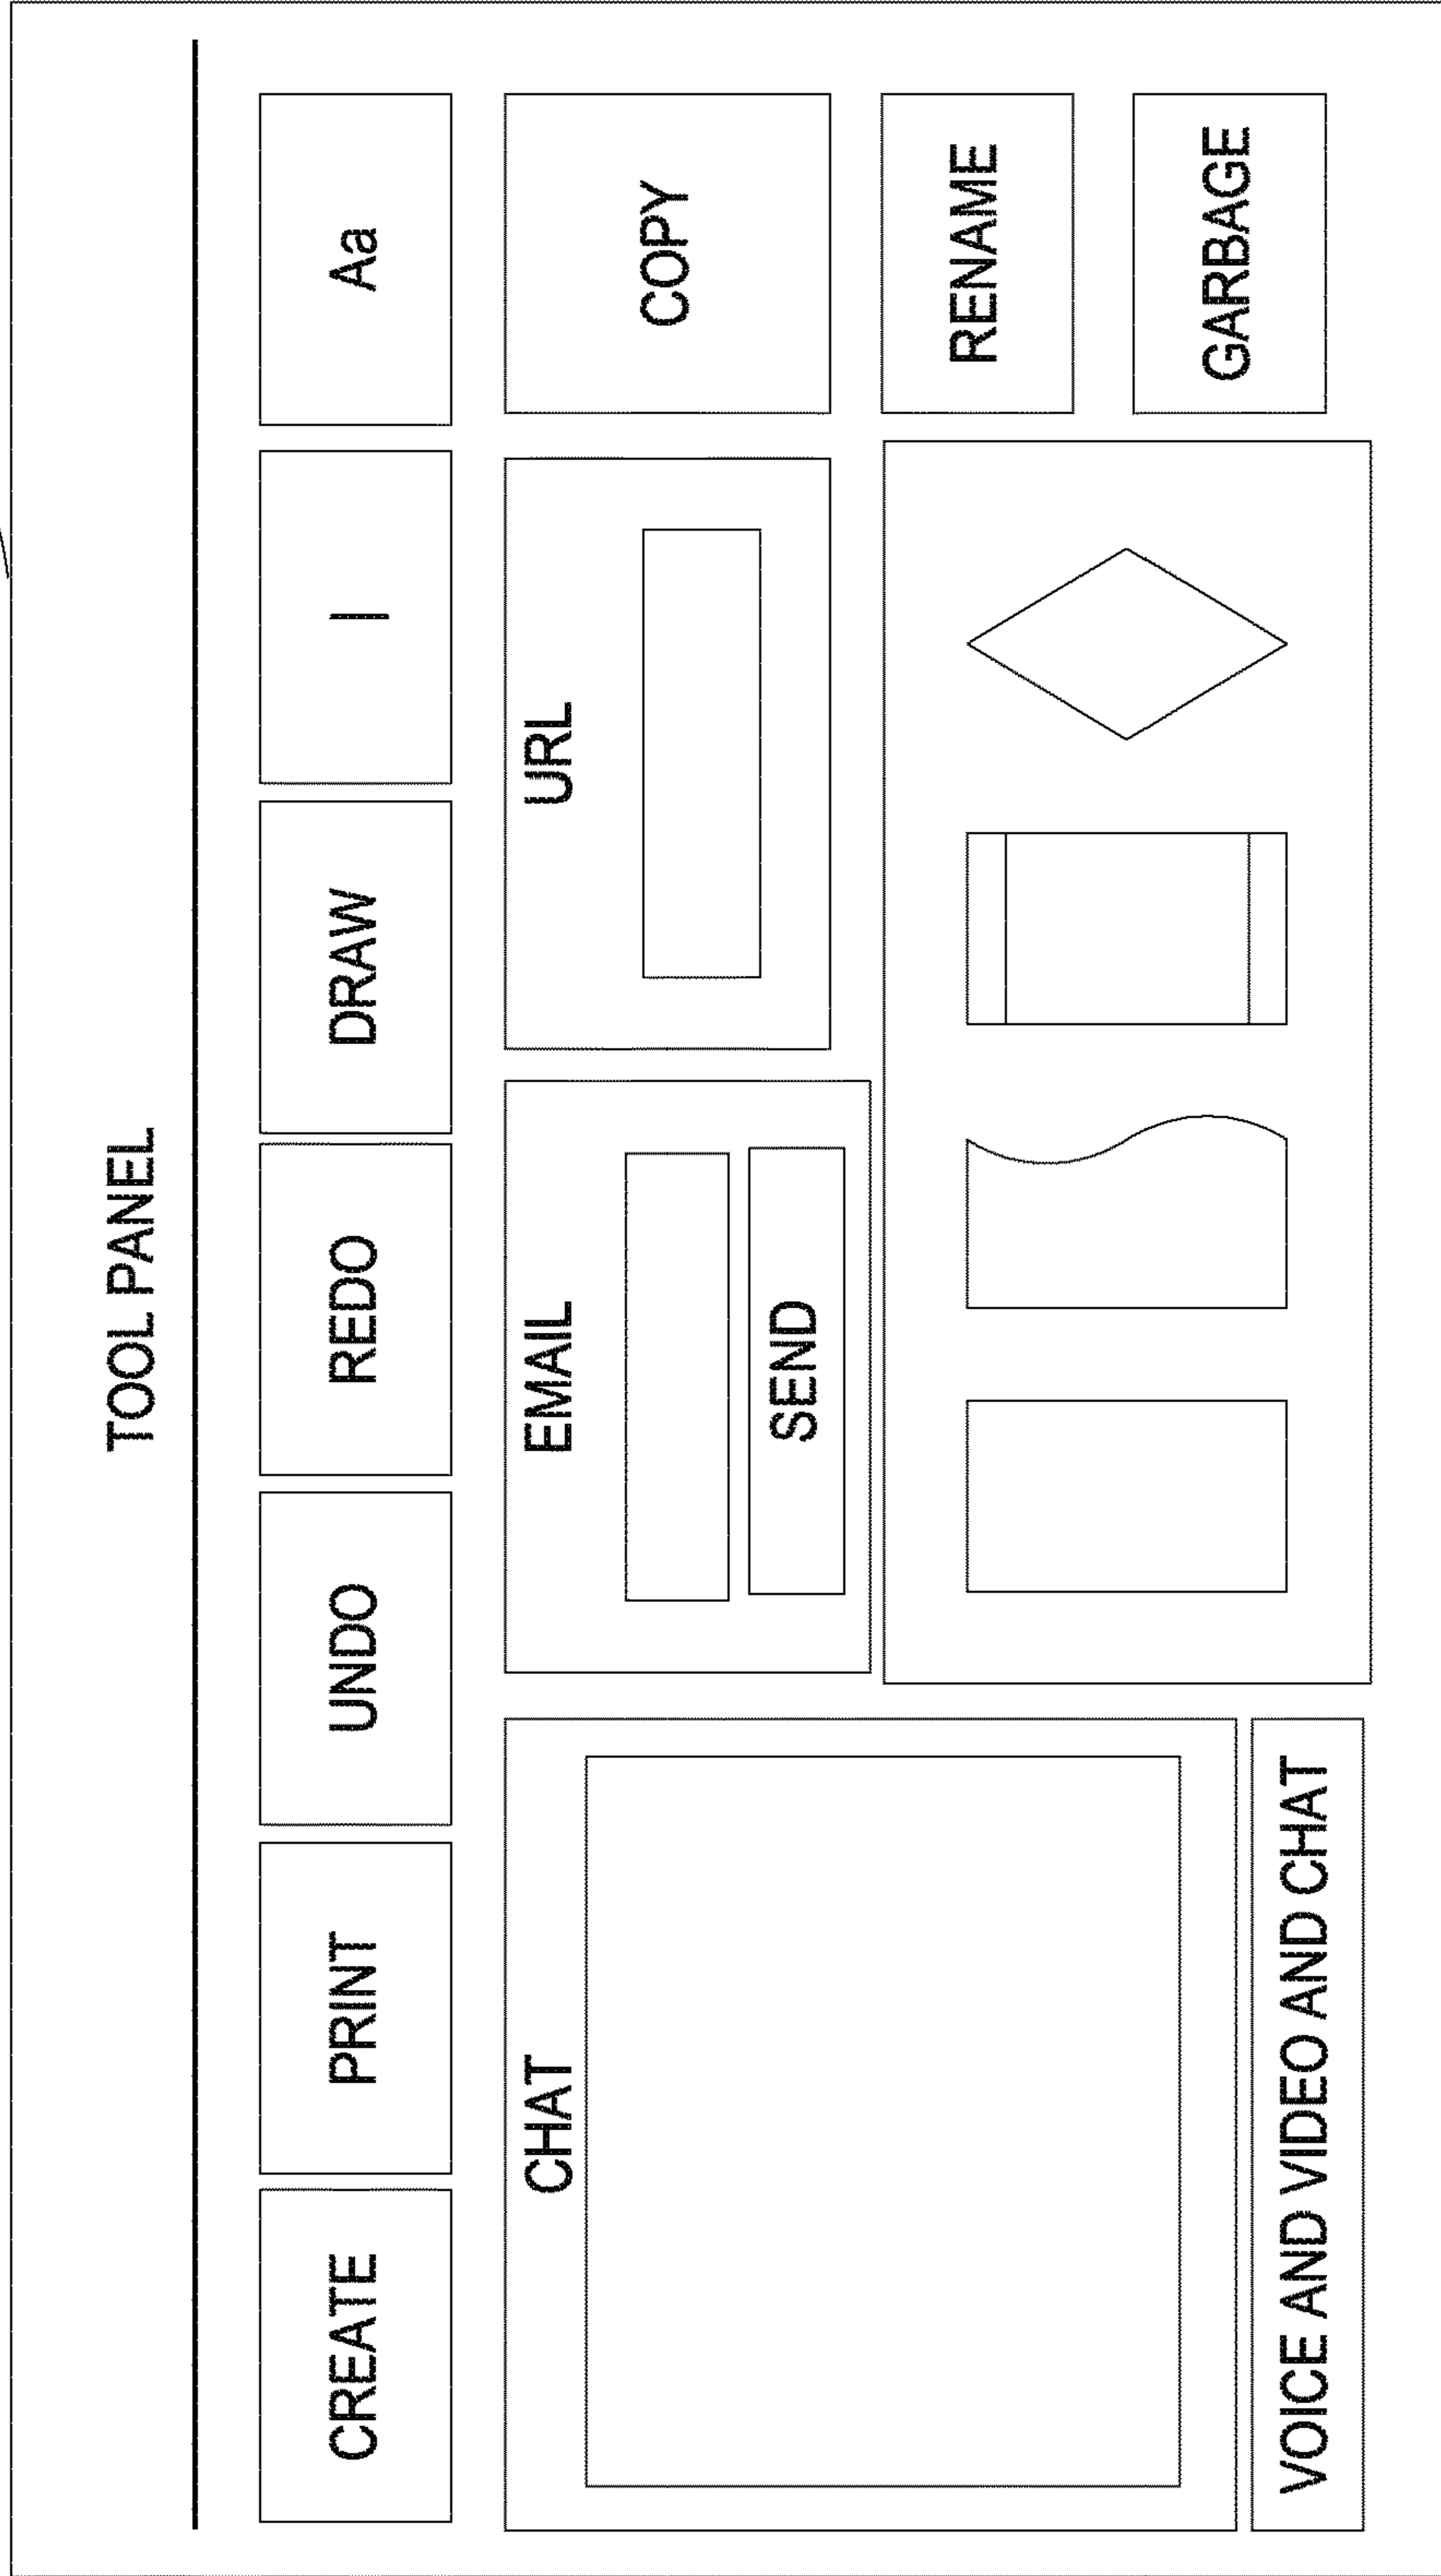 TOOL PANEL
CREATE
PRINT
UNDO
REDO
DRAW
I
Aa
CHAT
EMAIL
URL
COPY
SEND
RENAME
GARBAGE
VOICE AND VIDEO AND CHAT